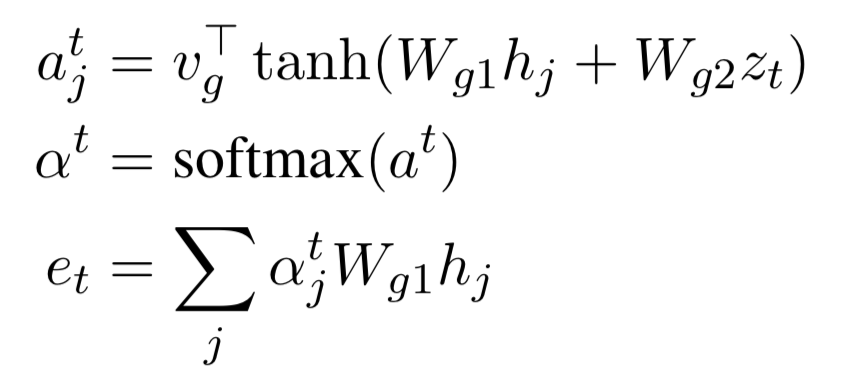 a_j^t = v_g^⊤ tanh(W_{g1}h_j + W_{g2}z_t)
α^t = softmax(a^t)
e_t = ∑_j α_j^t W_{g1}h_j